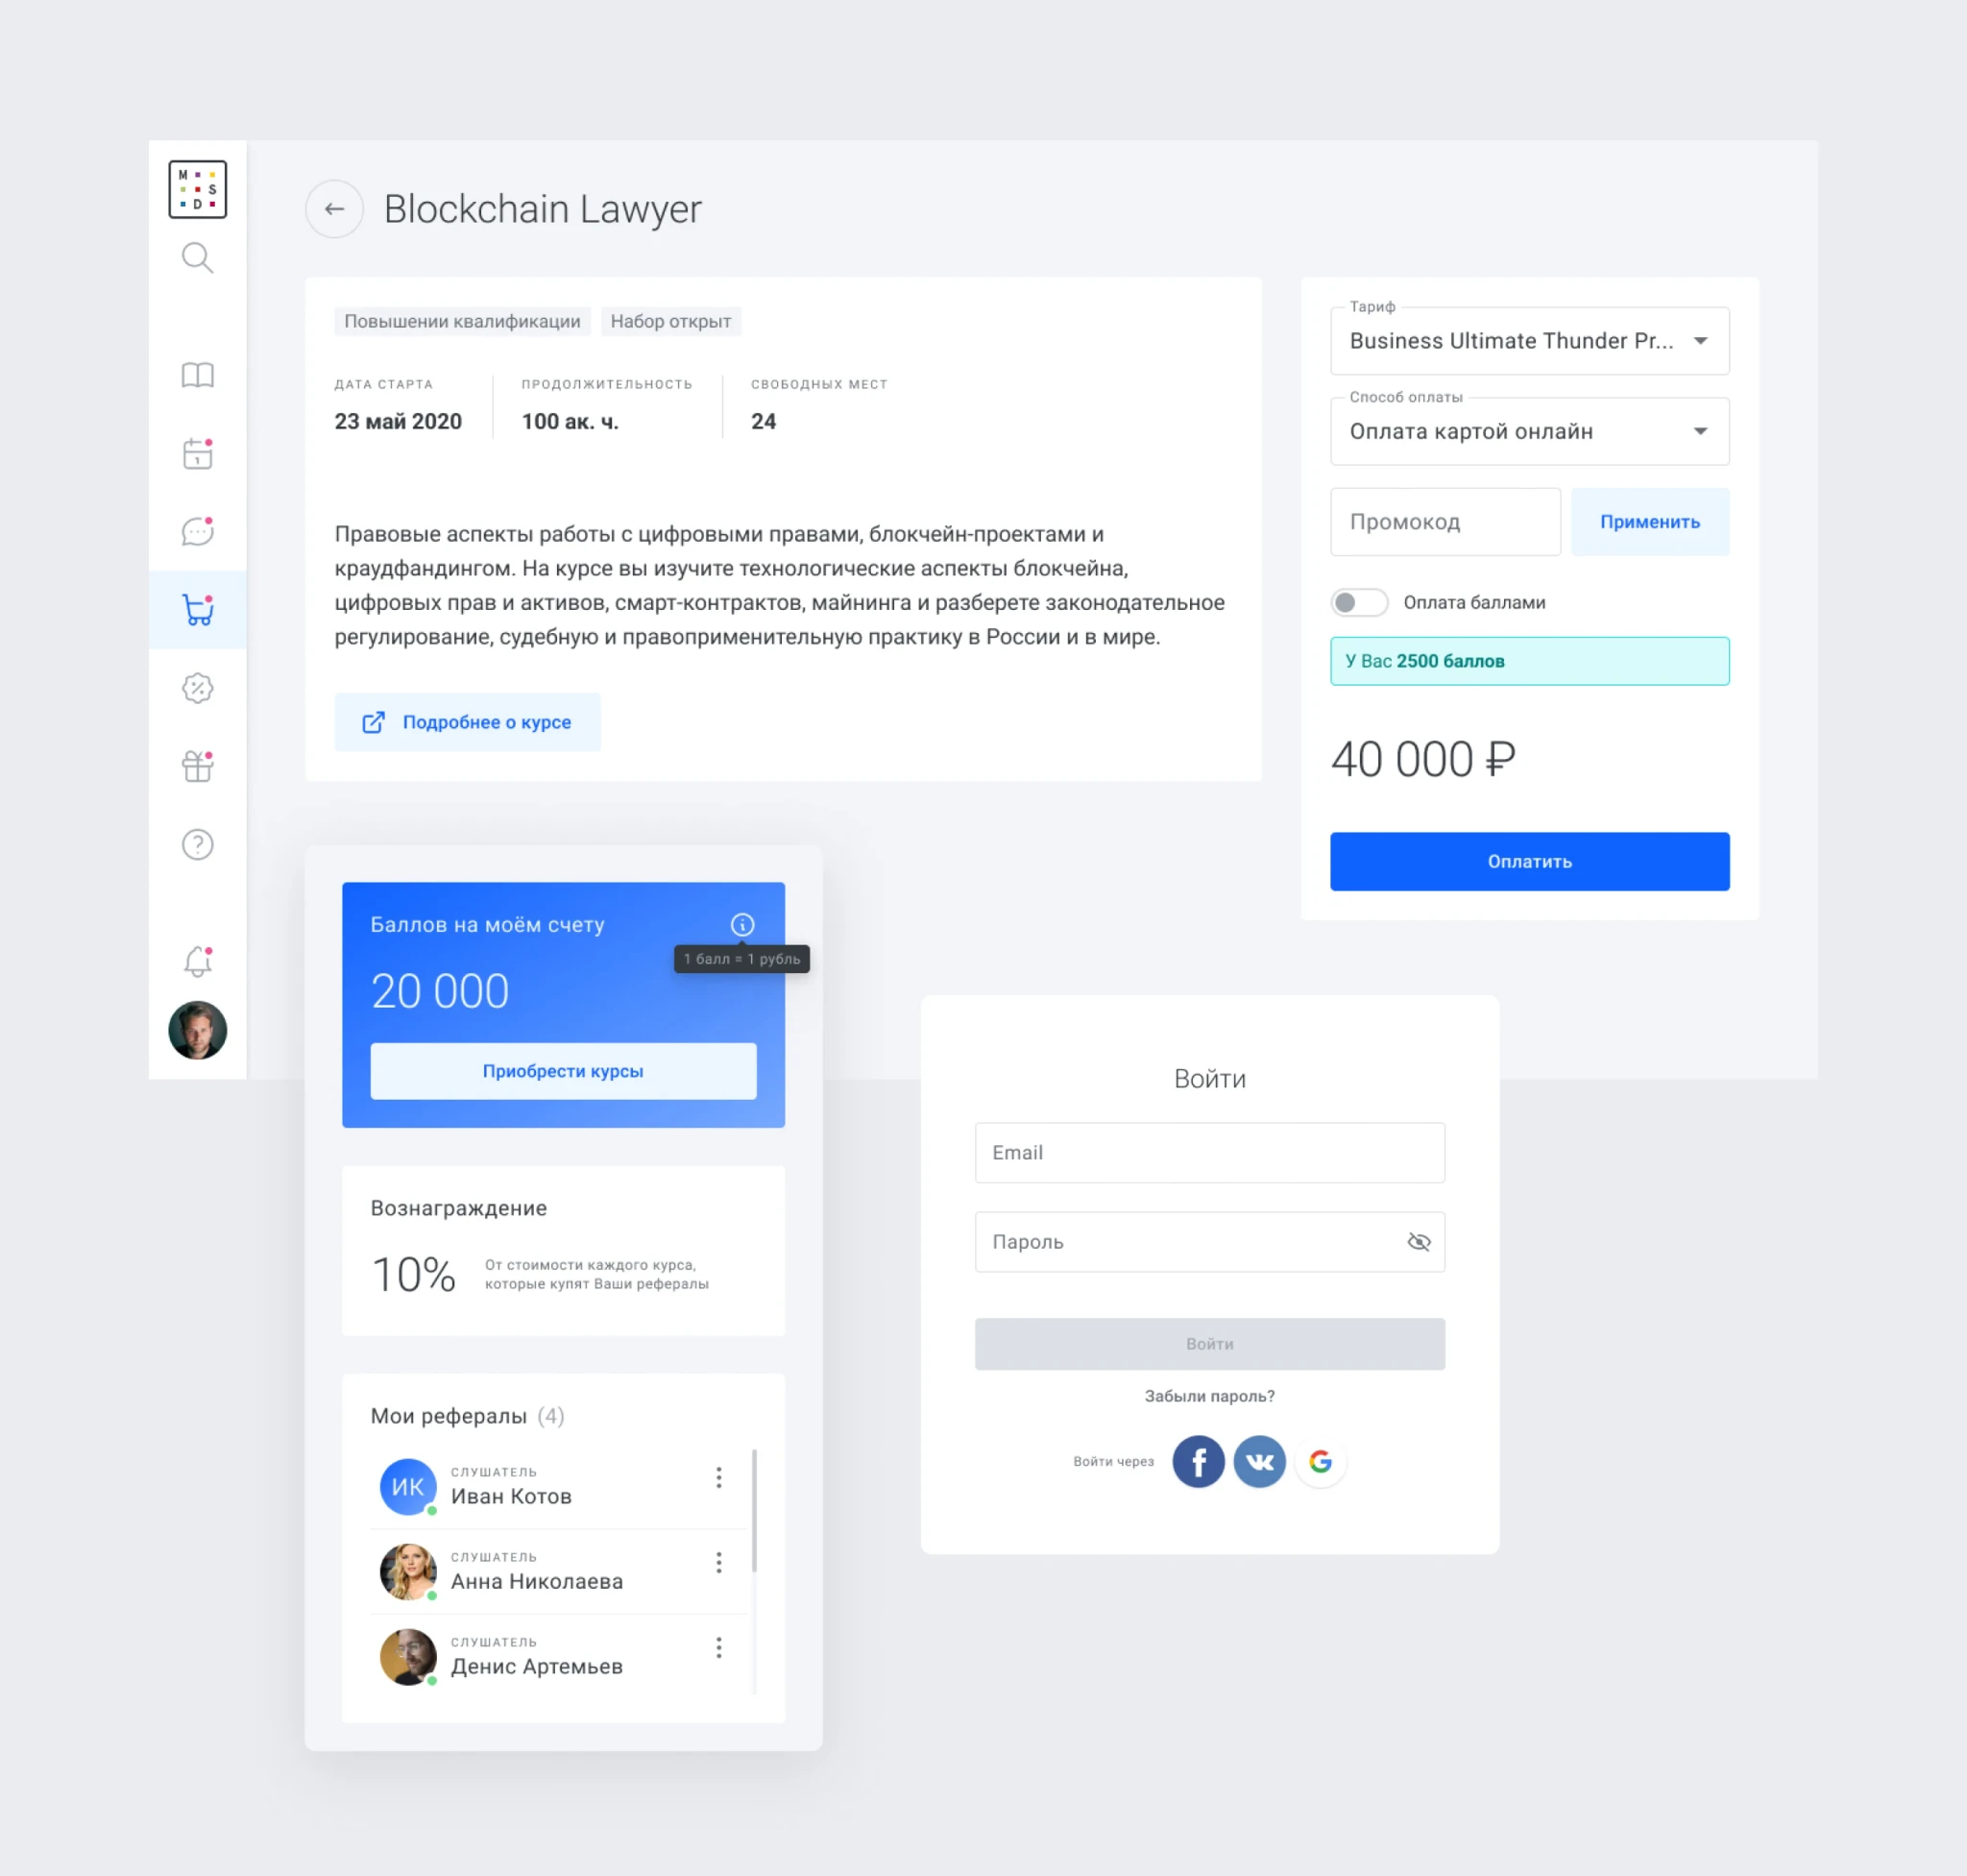 M
S
D
Blockchain Lawyer
Повышении квалификации
Набор открыт
ДАТА СТАРТА
23 май 2020
ПРОДОЛЖИТЕЛЬНОСТЬ
100 ак. ч.
СВОБОДНЫХ МЕСТ
24
Правовые аспекты работы с цифровыми правами, блокчейн-проектами и
краудфандингом. На курсе вы изучите технологические аспекты блокчейна,
цифровых прав и активов, смарт-контрактов, майнинга и разберете законодательное
регулирование, судебную и правоприменительную практику в России и в мире.
Подробнее о курсе
Тариф
Business Ultimate Thunder Pr...
Способ оплаты
Оплата картой онлайн
Промокод
Применить
Оплата баллами
У Вас 2500 баллов
40 000 ₽
Оплатить
1
Баллов на моём счету
1 балл = 1 рубль
20 000
Приобрести курсы
Вознаграждение
10%
От стоимости каждого курса,
которые купят Ваши рефералы
Мои рефералы (4)
ИК
СЛУШАТЕЛЬ
Иван Котов
СЛУШАТЕЛЬ
Анна Николаева
СЛУШАТЕЛЬ
Денис Артемьев
Войти
Email
Пароль
Войти
Забыли пароль?
Войти через